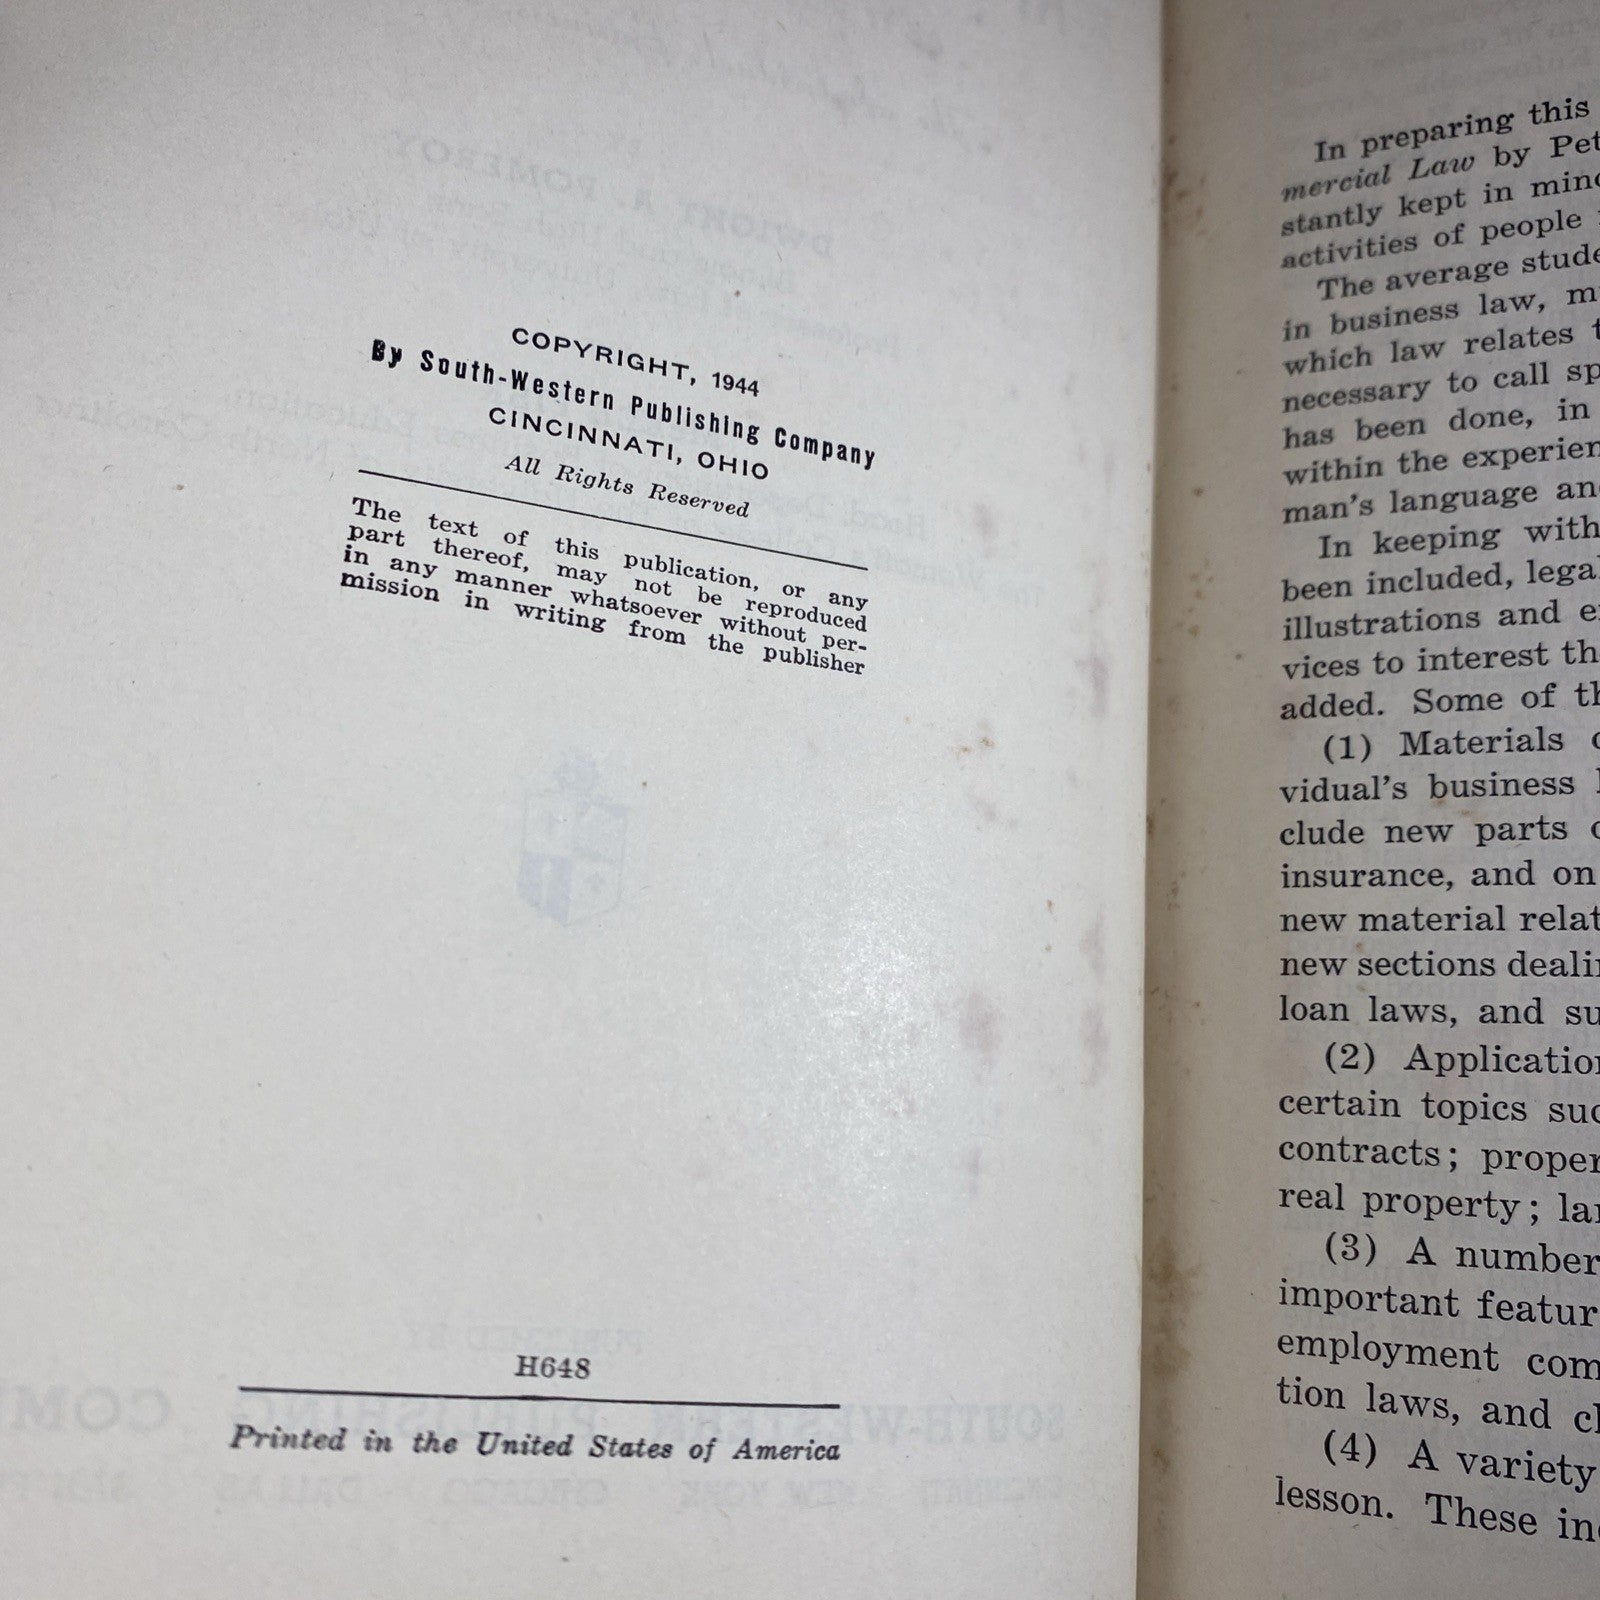 COPYRIGHT, 1944
By South-Western Publishing Company
CINCINNATI, OHIO
All Rights Reserved
The text of this publication, or any
part thereof, may not be reproduced
in any manner whatsoever without per-
mission in writing from the publisher
H648
Printed in the United States of America
In preparing this
mercial Law by Pet
stantly kept in mind
activities of people
The average stude
in business law, m
which law relates t
necessary to call sp
has been done, in
within the experien
man's language an
In keeping with
been included, legal
illustrations and e
vices to interest th
added. Some of th
(1) Materials
vidual's business
clude new parts
insurance, and on
new material relat
new sections deali
loan laws, and su
(2) Application
certain topics suc
contracts; proper
real property; la
(3) A number
important featur
employment com
tion laws, and c
(4) A variety
lesson. These in